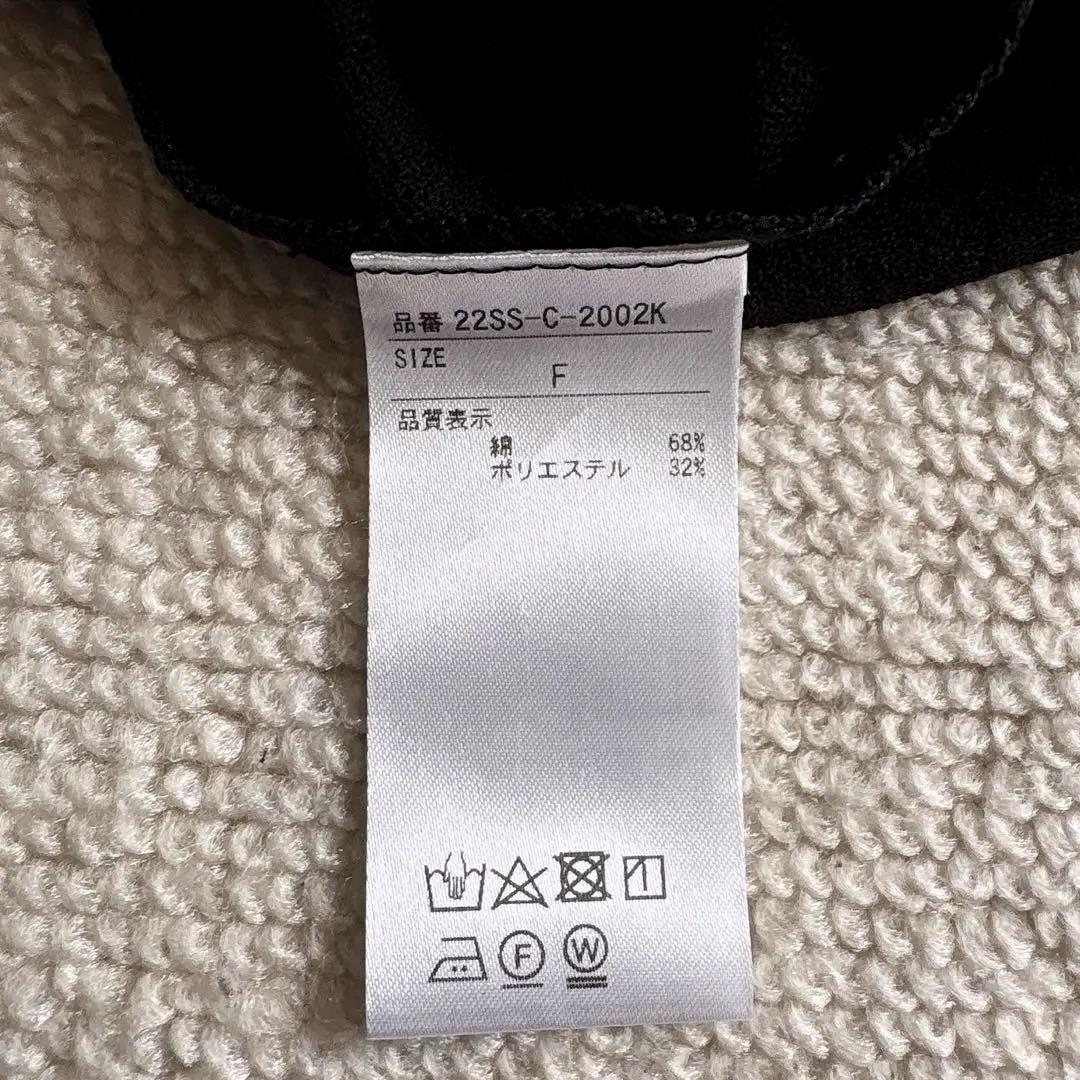 品番 22SS-C-2002K
SIZE
F
品質表示
綿 68%
ポリエステル 32%
F W